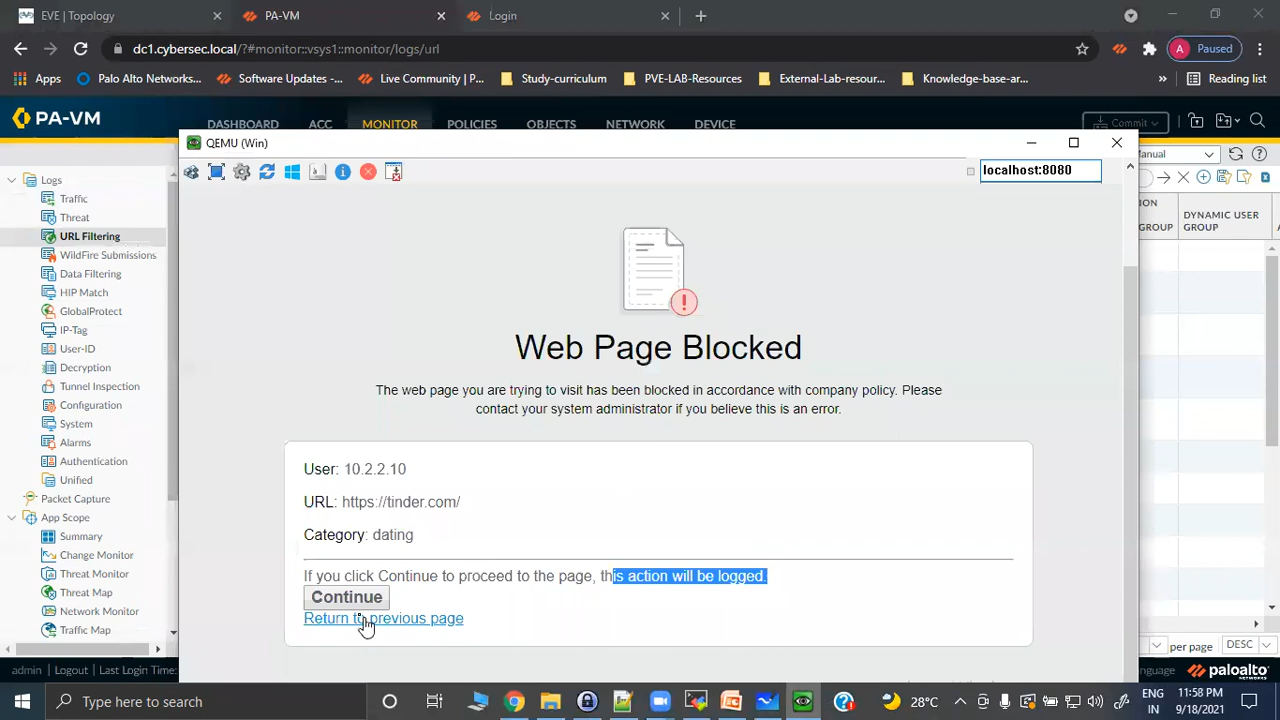 EVE | Topology
PA-VM
Login
dc1.cybersec.local/?#monitor::vsys1::monitor/logs/url
A
Paused
Apps
Palo Alto Networks...
Software Updates -...
Live Community | P...
Study-curriculum
PVE-LAB-Resources
External-Lab-resour...
Knowledge-base-ar...
»
Reading list
PA-VM
DASHBOARD
ACC
MONITOR
POLICIES
OBJECTS
NETWORK
DEVICE
Commit
QEMU (Win)
anual
localhost:8080
Logs
Traffic
Threat
URL Filtering
WildFire Submissions
Data Filtering
HIP Match
GlobalProtect
IP-Tag
User-ID
Decryption
Tunnel Inspection
Configuration
System
Alarms
Authentication
Unified
Packet Capture
App Scope
Summary
Change Monitor
Threat Monitor
Threat Map
Network Monitor
Traffic Map
ION
GROUP
DYNAMIC USER
GROUP
Web Page Blocked
The web page you are trying to visit has been blocked in accordance with company policy. Please
contact your system administrator if you believe this is an error.
User: 10.2.2.10
URL: https://tinder.com/
Category: dating
If you click Continue to proceed to the page, this action will be logged.
Continue
Return to previous page
per page
DESC
admin | Logout | Last Login Time:
nguage
paloalto
NETWORKS
Type here to search
28°C
ENG
IN
11:58 PM
9/18/2021